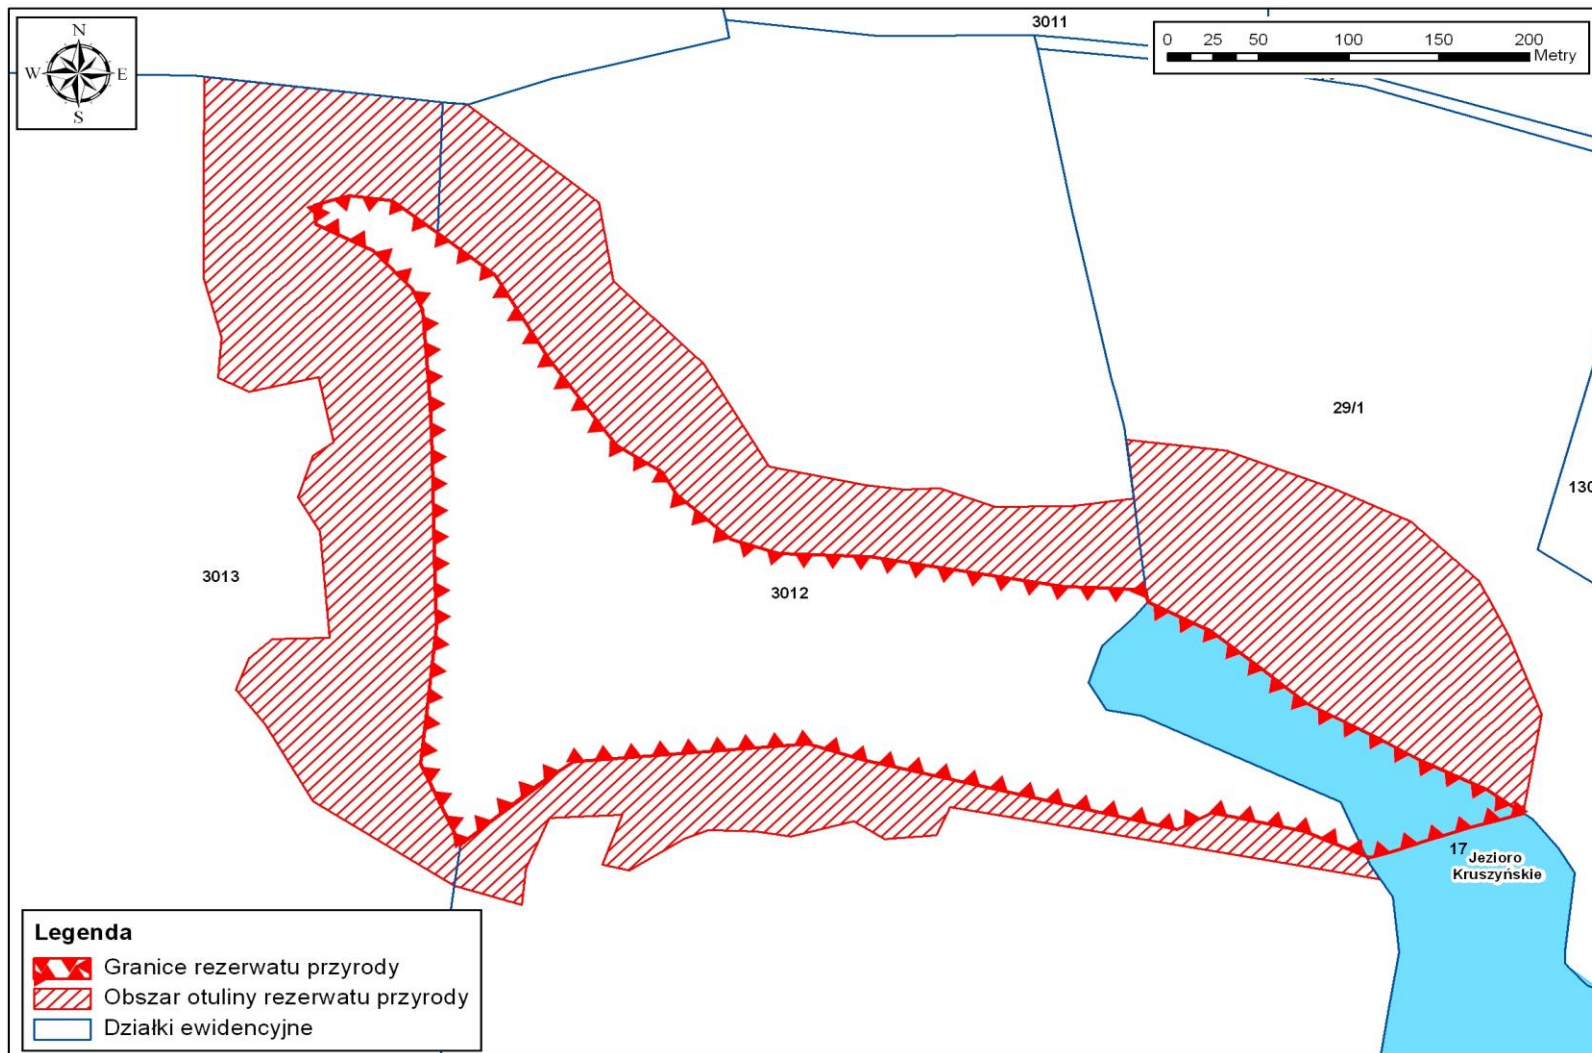 N
W E
S
3011
0 25 50 100 150 200
Metry
29/1
130
3013
3012
17
Jezioro
Kruszyńskie
Legenda
Granice rezerwatu przyrody
Obszar otuliny rezerwatu przyrody
Działki ewidencyjne